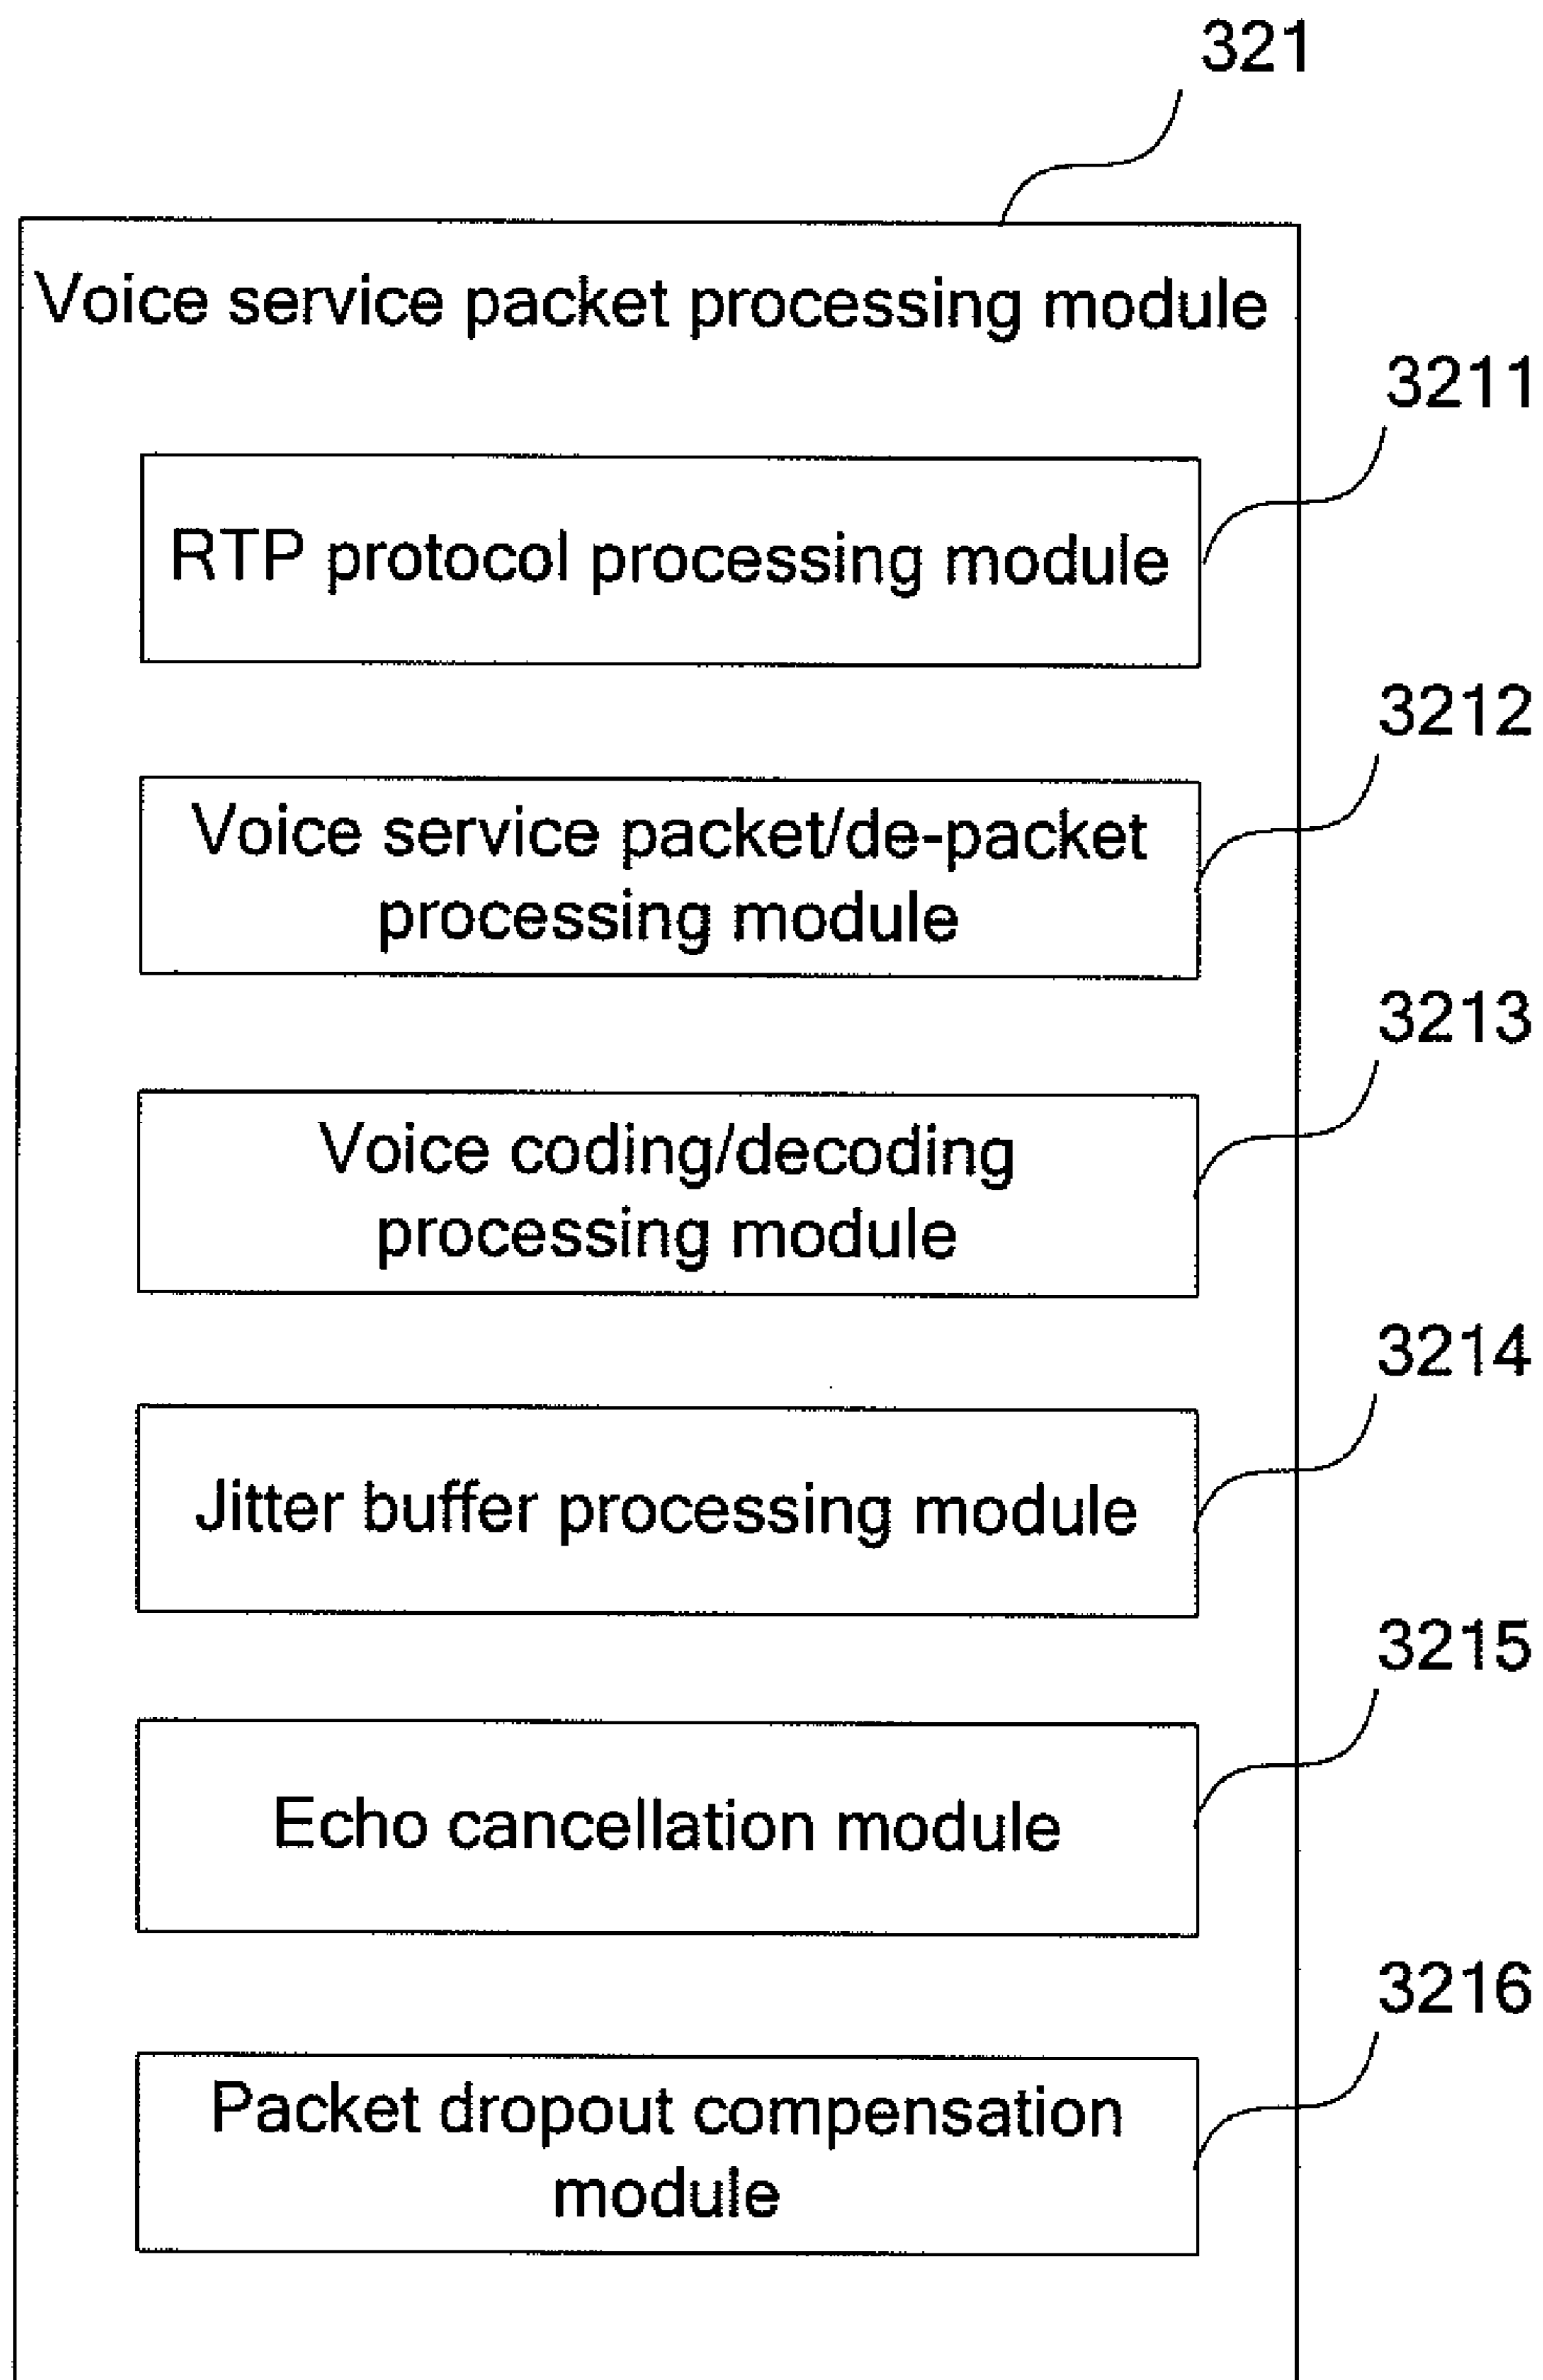 321
Voice service packet processing module
3211
RTP protocol processing module
3212
Voice service packet/de-packet
processing module
3213
Voice coding/decoding
processing module
3214
Jitter buffer processing module
3215
Echo cancellation module
3216
Packet dropout compensation
module